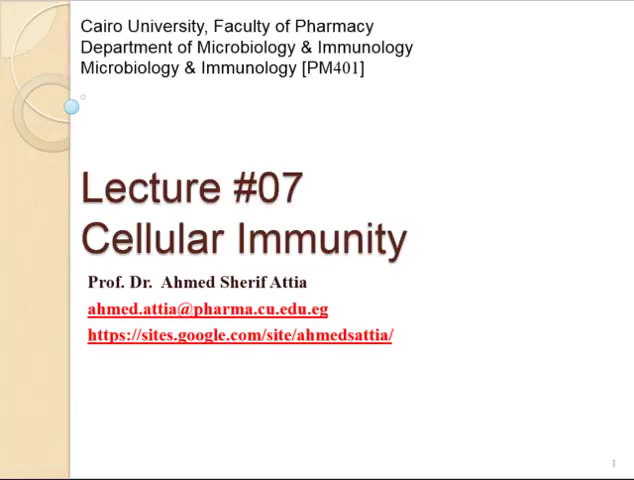 Cairo University, Faculty of Pharmacy
Department of Microbiology & Immunology
Microbiology & Immunology [PM401]
Lecture #07
Cellular Immunity
Prof. Dr.  Ahmed Sherif Attia
ahmed.attia@pharma.cu.edu.eg
https://sites.google.com/site/ahmedsattia/
1